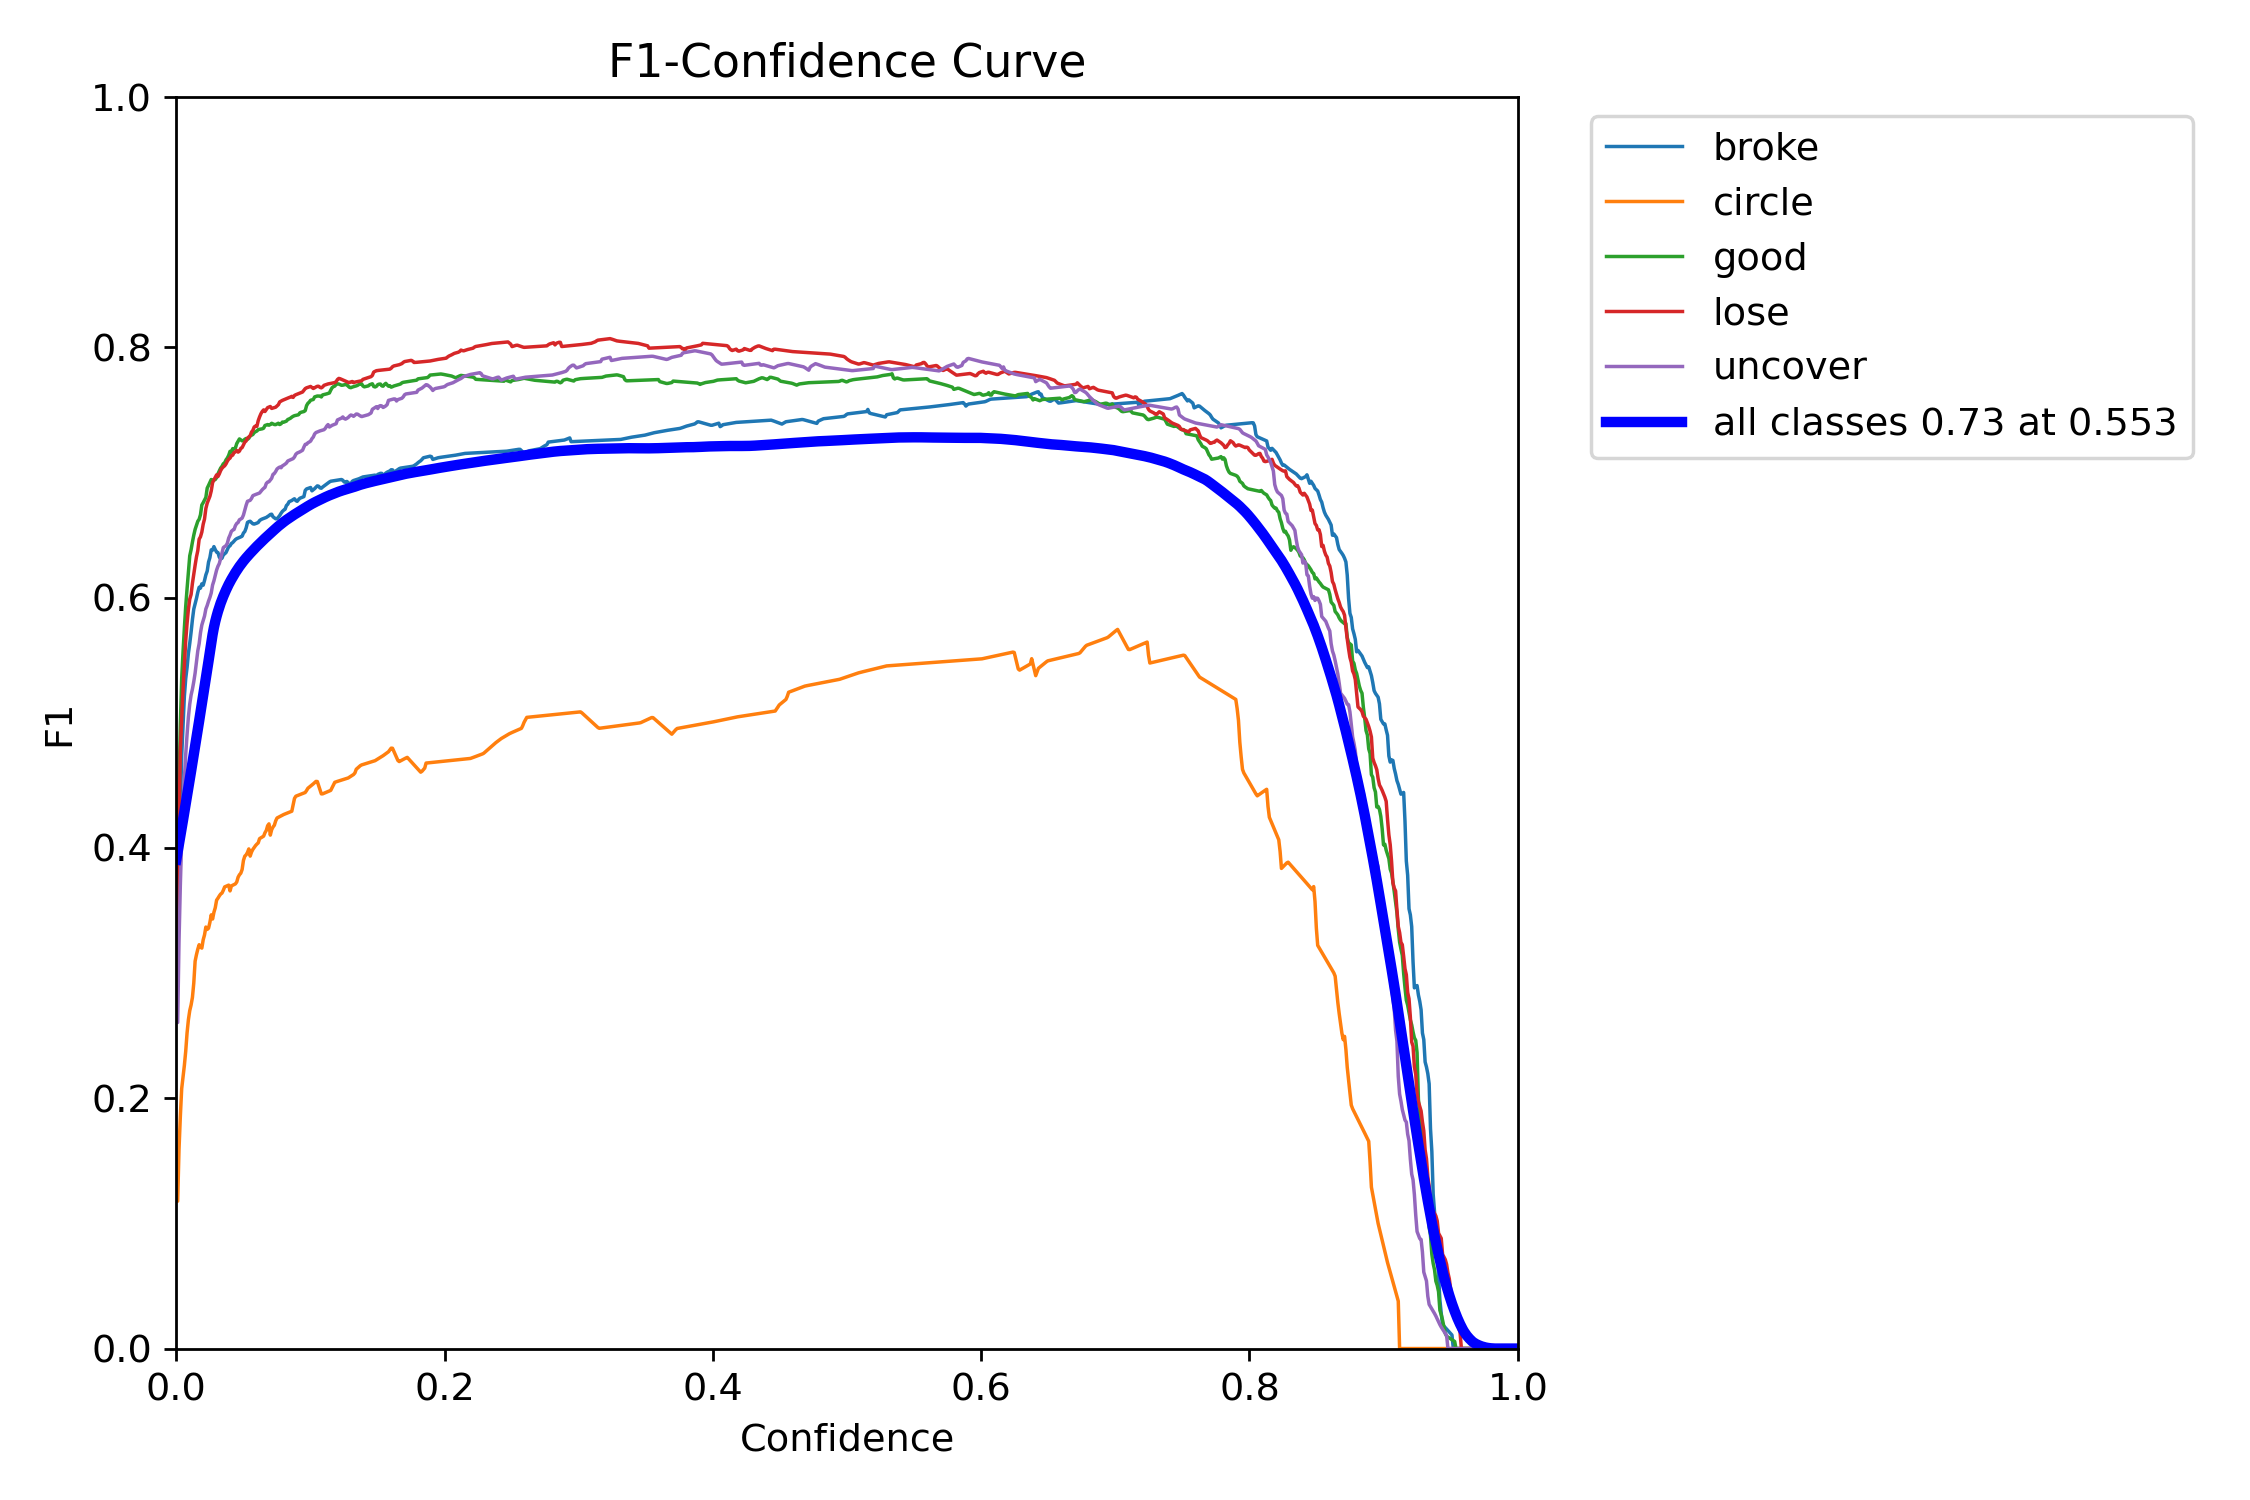 F1-Confidence Curve
1.0
0.8
0.6
0.4
0.2
0.0
F1
0.0 0.2 0.4 0.6 0.8 1.0
Confidence
broke
circle
good
lose
uncover
all classes 0.73 at 0.553